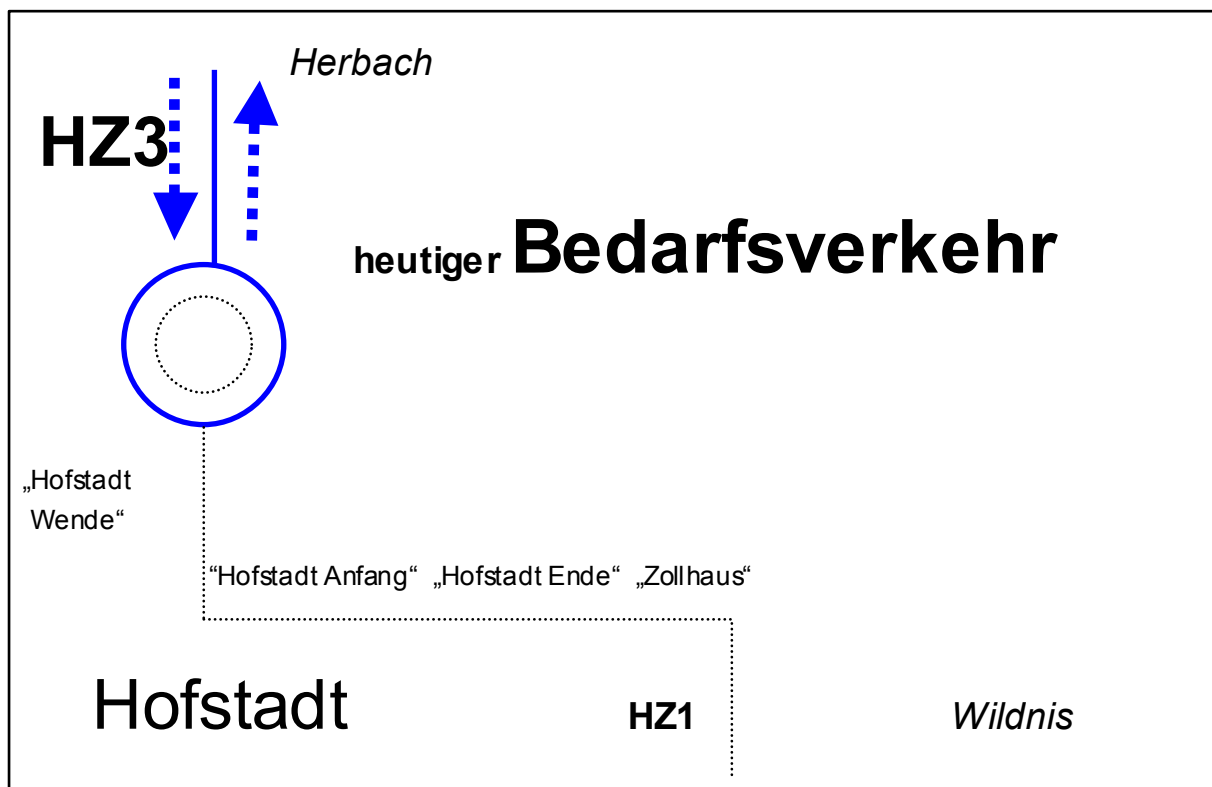 Herbach
HZ3
heutiger Bedarfsverkehr
„Hofstadt
Wende“
“Hofstadt Anfang“ „Hofstadt Ende“ „Zollhaus“
Hofstadt HZ1 Wildnis